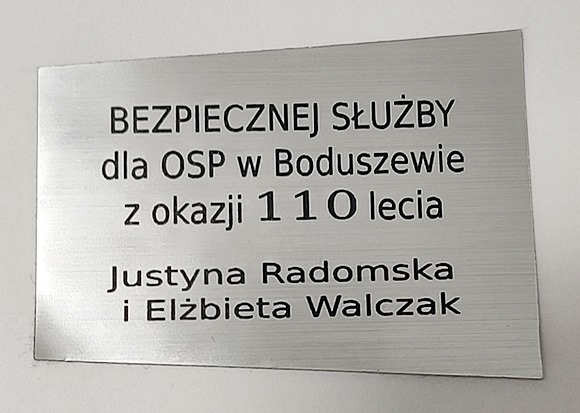 BEZPIECZNEJ SŁUŻBY
dla OSP w Boduszewie
z okazji 110 lecia
Justyna Radomska
i Elżbieta Walczak